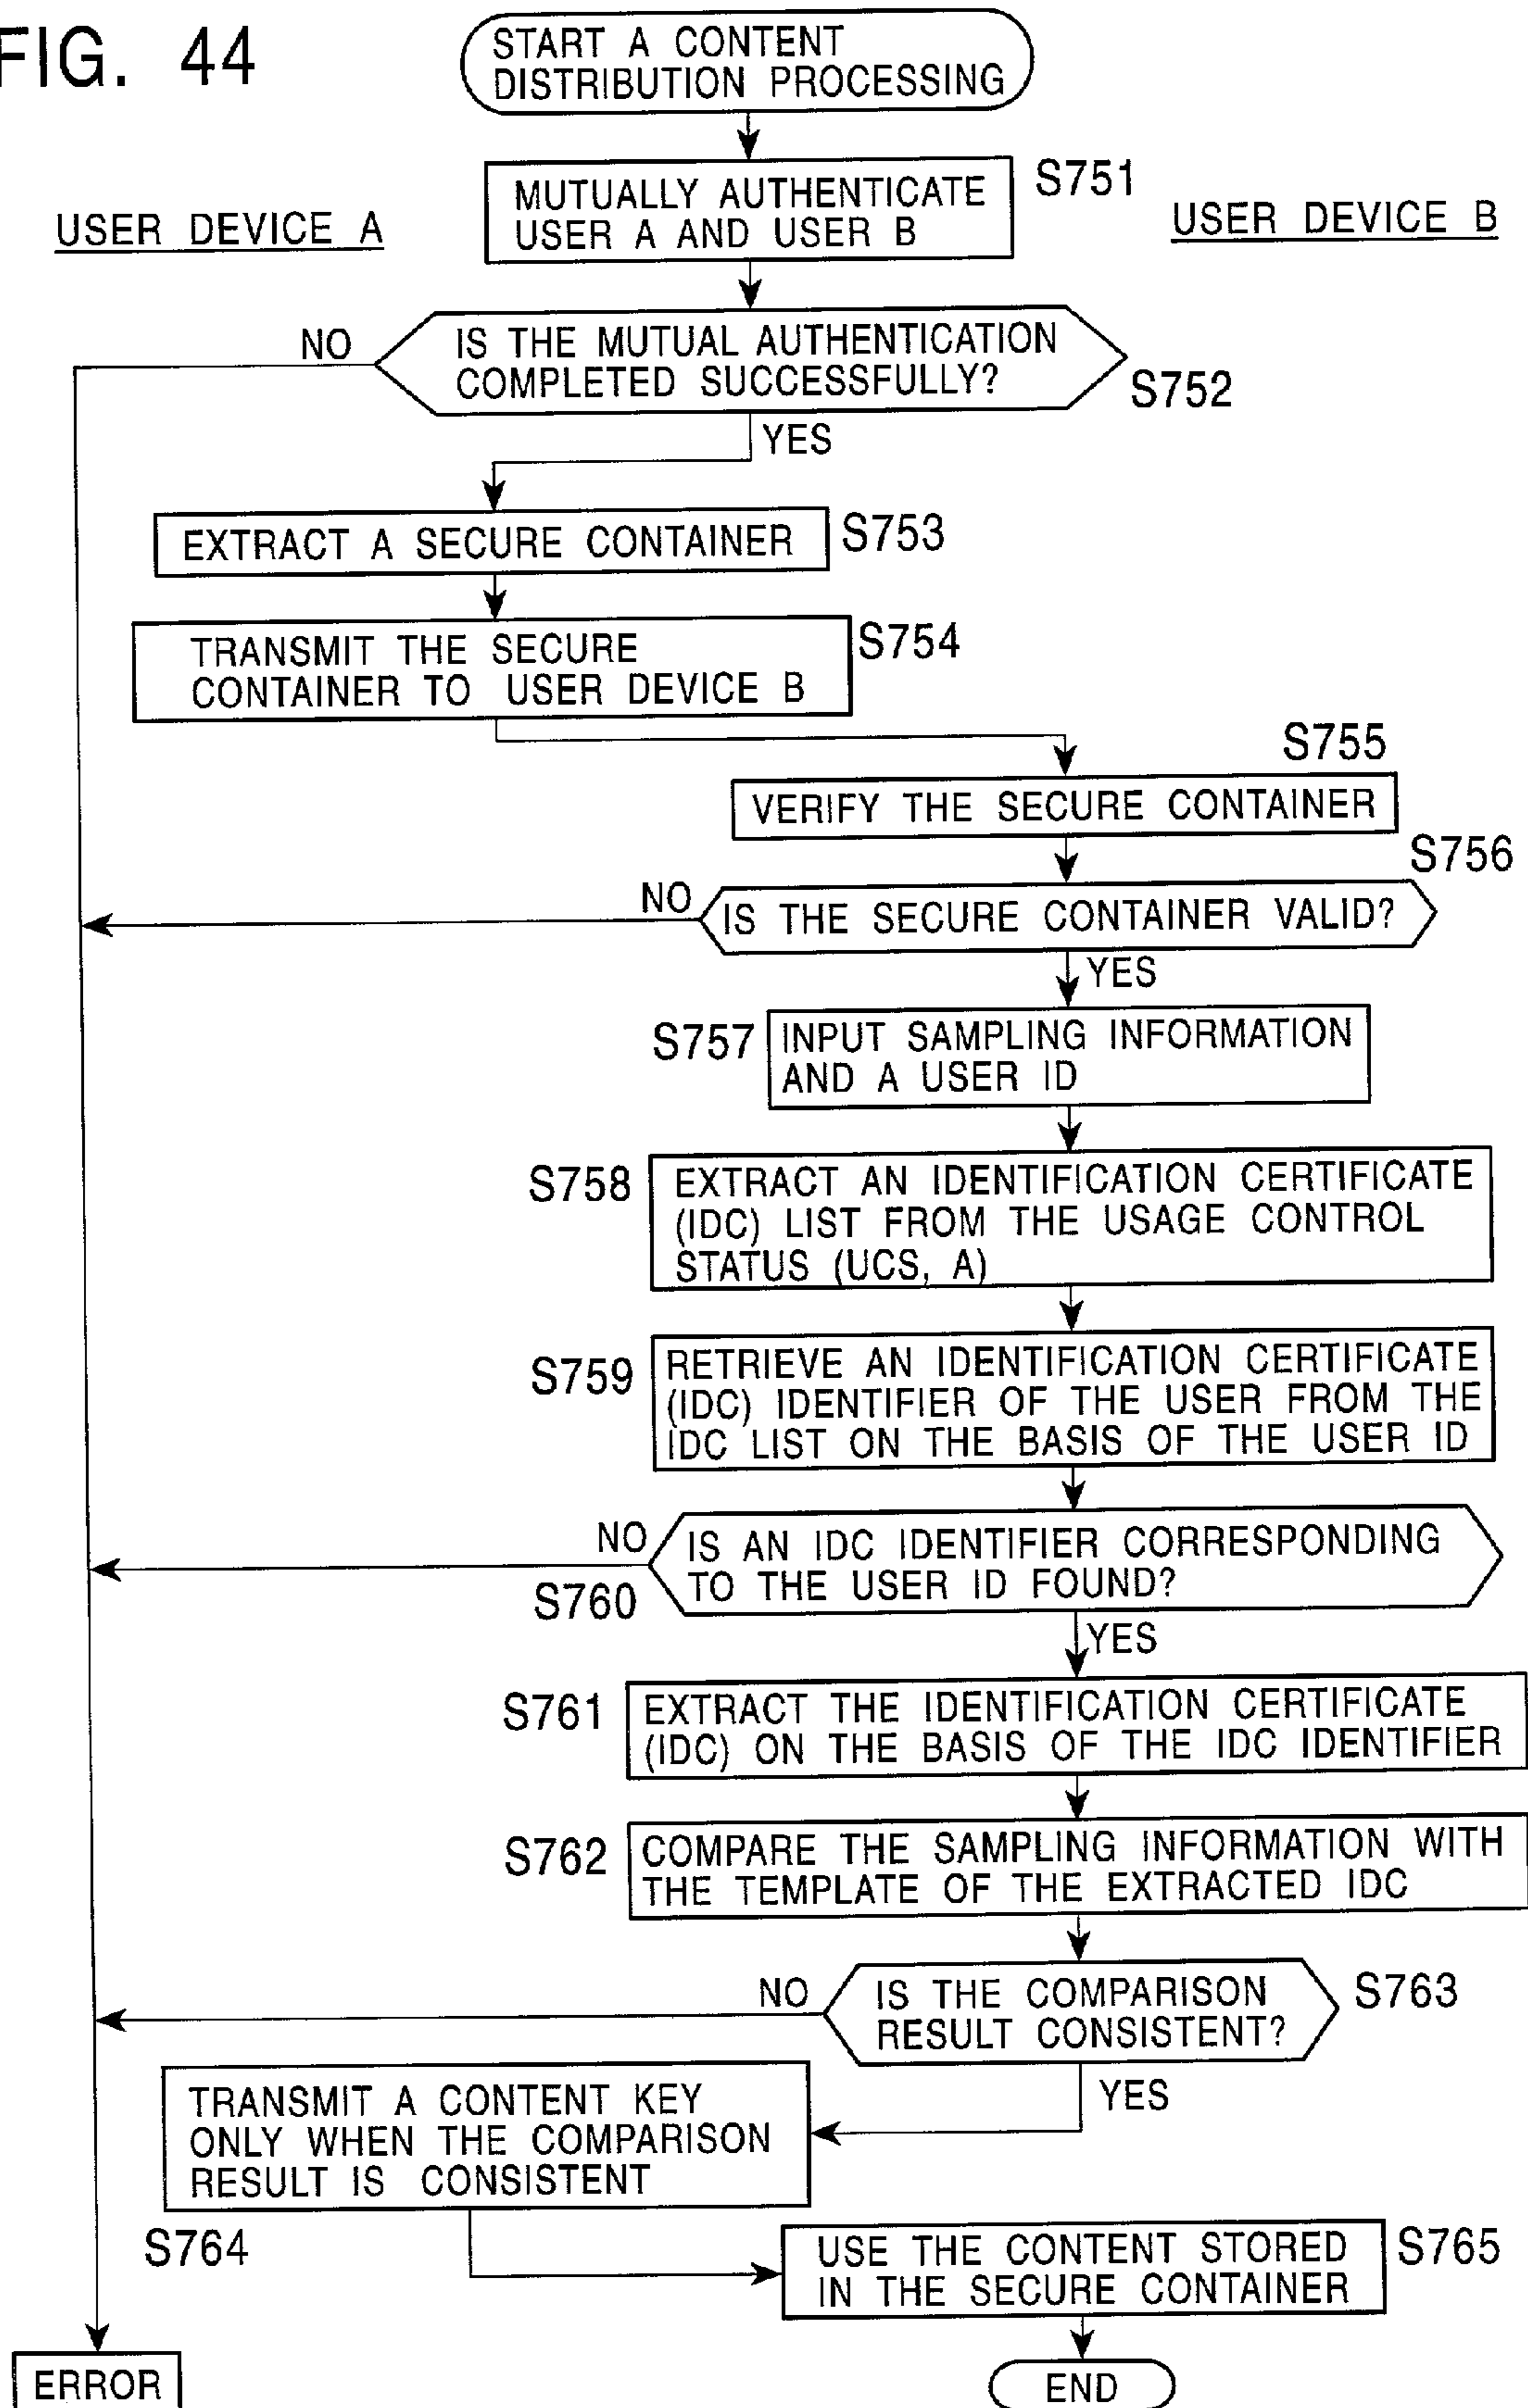 FIG. 44
START A CONTENT
DISTRIBUTION PROCESSING
MUTUALLY AUTHENTICATE
USER A AND USER B
S751
USER DEVICE A
USER DEVICE B
NO
IS THE MUTUAL AUTHENTICATION
COMPLETED SUCCESSFULLY?
S752
YES
EXTRACT A SECURE CONTAINER
S753
TRANSMIT THE SECURE
CONTAINER TO USER DEVICE B
S754
S755
VERIFY THE SECURE CONTAINER
S756
NO
IS THE SECURE CONTAINER VALID?
YES
S757
INPUT SAMPLING INFORMATION
AND A USER ID
S758
EXTRACT AN IDENTIFICATION CERTIFICATE
(IDC) LIST FROM THE USAGE CONTROL
STATUS (UCS, A)
S759
RETRIEVE AN IDENTIFICATION CERTIFICATE
(IDC) IDENTIFIER OF THE USER FROM THE
IDC LIST ON THE BASIS OF THE USER ID
NO
IS AN IDC IDENTIFIER CORRESPONDING
TO THE USER ID FOUND?
S760
YES
S761
EXTRACT THE IDENTIFICATION CERTIFICATE
(IDC) ON THE BASIS OF THE IDC IDENTIFIER
S762
COMPARE THE SAMPLING INFORMATION WITH
THE TEMPLATE OF THE EXTRACTED IDC
NO
IS THE COMPARISON
RESULT CONSISTENT?
S763
YES
TRANSMIT A CONTENT KEY
ONLY WHEN THE COMPARISON
RESULT IS CONSISTENT
S764
USE THE CONTENT STORED
IN THE SECURE CONTAINER
S765
ERROR
END